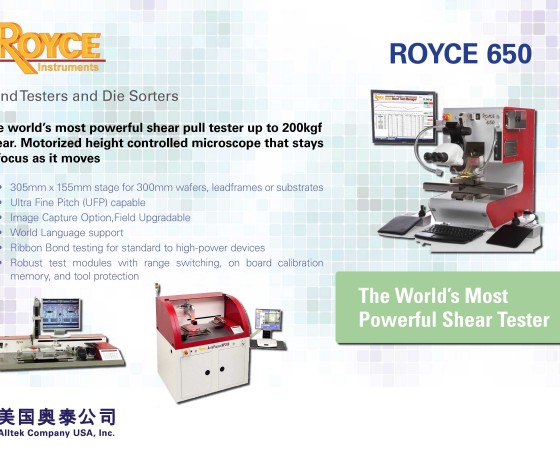 ROYCE
Instruments
ROYCE 650
nd Testers and Die Sorters
e world's most powerful shear pull tester up to 200kgf
ear. Motorized height controlled microscope that stays
focus as it moves
305mm x 155mm stage for 300mm wafers, leadframes or substrates
Ultra Fine Pitch (UFP) capable
Image Capture Option,Field Upgradable
World Language support
Ribbon Bond testing for standard to high-power devices
Robust test modules with range switching, on board calibration
memory, and tool protection
The World's Most
Powerful Shear Tester
美国奥泰公司
Alltek Company USA, Inc.